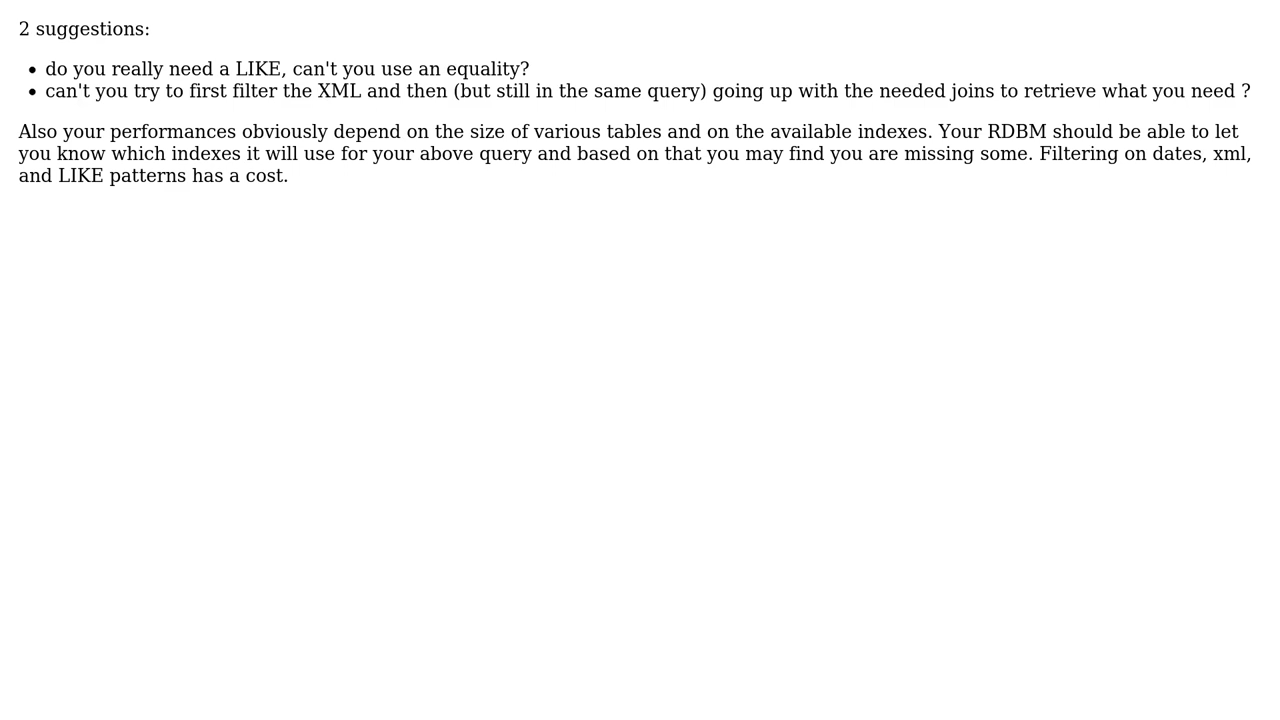 2 suggestions:
• do you really need a LIKE, can't you use an equality?
• can't you try to first filter the XML and then (but still in the same query) going up with the needed joins to retrieve what you need ?
Also your performances obviously depend on the size of various tables and on the available indexes. Your RDBM should be able to let
you know which indexes it will use for your above query and based on that you may find you are missing some. Filtering on dates, xml,
and LIKE patterns has a cost.